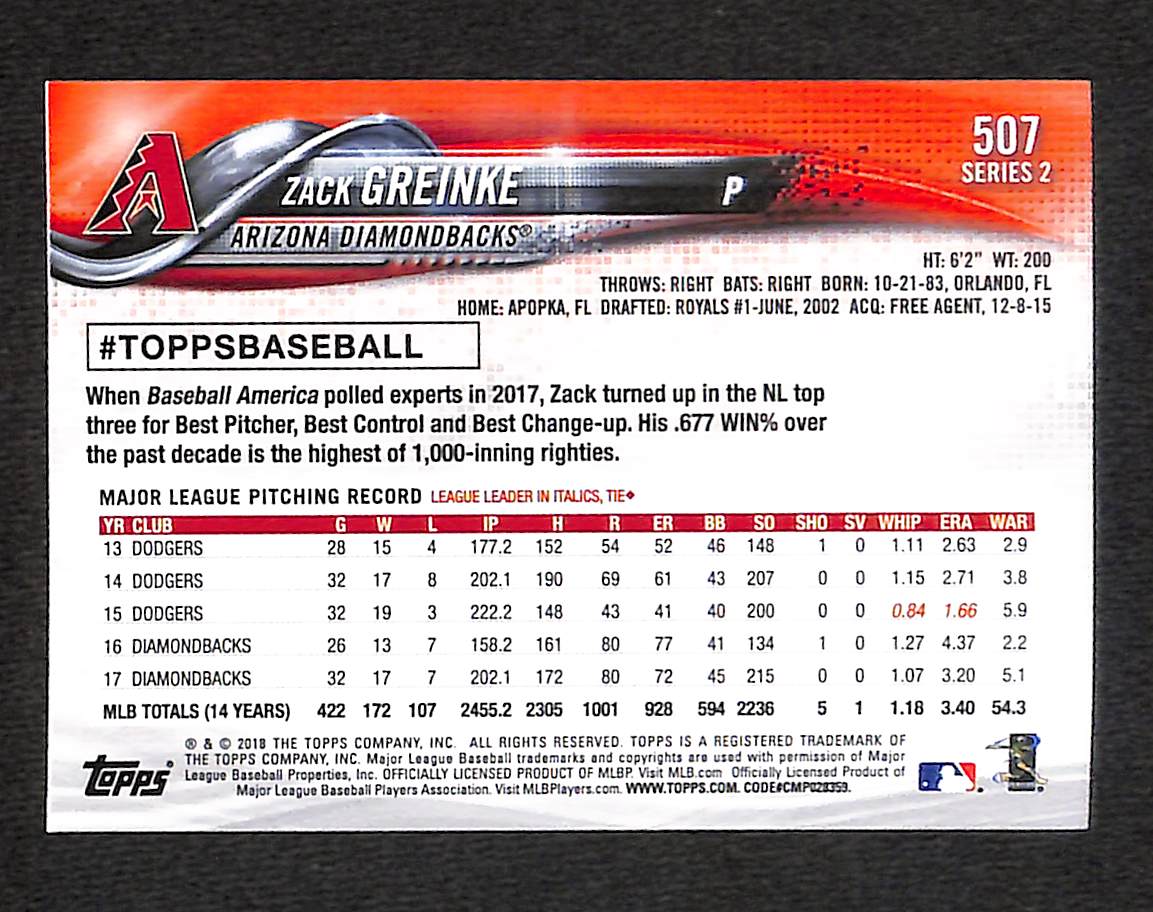 507
SERIES 2
ZACK GREINKE P
ARIZONA DIAMONDBACKS®
HT: 6'2" WT: 200
THROWS: RIGHT BATS: RIGHT BORN: 10-21-83, ORLANDO, FL
HOME: APOPKA, FL DRAFTED: ROYALS #1-JUNE, 2002 ACQ: FREE AGENT, 12-8-15
#TOPPSBASEBALL
When Baseball America polled experts in 2017, Zack turned up in the NL top
three for Best Pitcher, Best Control and Best Change-up. His .677 WIN% over
the past decade is the highest of 1,000-inning righties.
MAJOR LEAGUE PITCHING RECORD LEAGUE LEADER IN ITALICS, TIE◆
YR CLUB G W L IP H R ER BB SO SHO SV WHIP ERA WAR
13 DODGERS 28 15 4 177.2 152 54 52 46 148 1 0 1.11 2.63 2.9
14 DODGERS 32 17 8 202.1 190 69 61 43 207 0 0 1.15 2.71 3.8
15 DODGERS 32 19 3 222.2 148 43 41 40 200 0 0 0.84 1.66 5.9
16 DIAMONDBACKS 26 13 7 158.2 161 80 77 41 134 1 0 1.27 4.37 2.2
17 DIAMONDBACKS 32 17 7 202.1 172 80 72 45 215 0 0 1.07 3.20 5.1
MLB TOTALS (14 YEARS) 422 172 107 2455.2 2305 1001 928 594 2236 5 1 1.18 3.40 54.3
® & © 2018 THE TOPPS COMPANY, INC. ALL RIGHTS RESERVED. TOPPS IS A REGISTERED TRADEMARK OF
THE TOPPS COMPANY, INC. Major League Baseball trademarks and copyrights are used with permission of Major
League Baseball Properties, Inc. OFFICIALLY LICENSED PRODUCT OF MLBP. Visit MLB.com Officially Licensed Product of
Major League Baseball Players Association. Visit MLBPlayers.com. WWW.TOPPS.COM. CODE#CMP028359.
topps